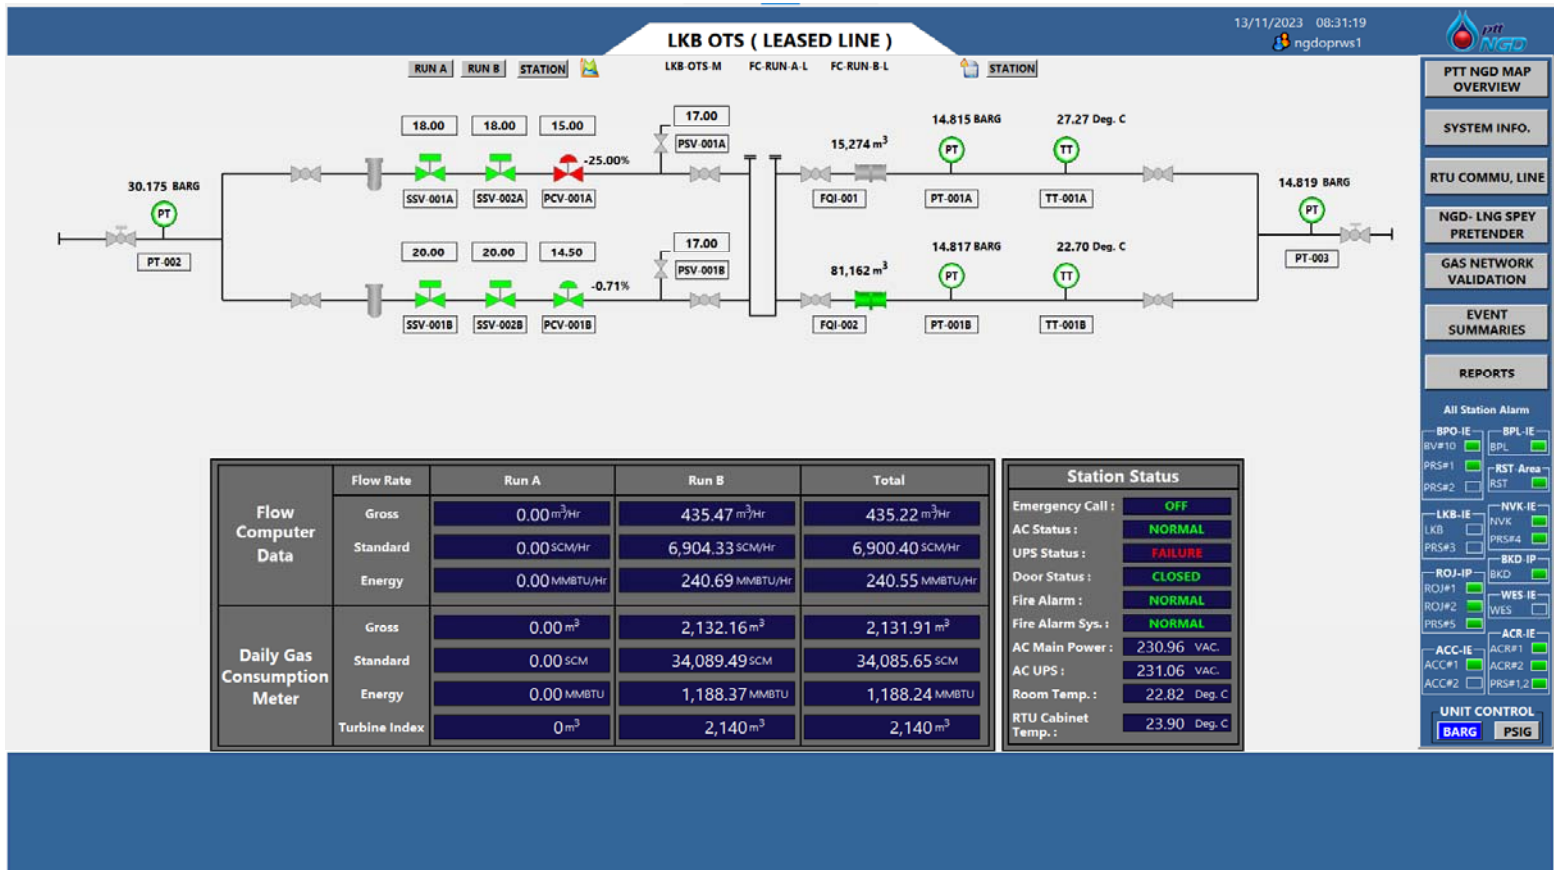 13/11/2023 08:31:19
ngdoprws1
LKB OTS ( LEASED LINE )
ptt
NGD
RUN A RUN B STATION LKB-OTS-M FC-RUN-A-L FC-RUN-B-L STATION
18.00 18.00 15.00 17.00 14.815 BARG 27.27 Deg. C
PSV-001A 15,274 m³ PT TT
-25.00%
SSV-001A SSV-002A PCV-001A FQI-001 PT-001A TT-001A
30.175 BARG
PT
PT-002
14.819 BARG
PT
PT-003
20.00 20.00 14.50 17.00 14.817 BARG 22.70 Deg. C
PSV-001B 81,162 m³ PT TT
-0.71%
SSV-001B SSV-002B PCV-001B FQI-002 PT-001B TT-001B
Flow Computer Data
Flow Rate Run A Run B Total
Gross 0.00 m³/Hr 435.47 m³/Hr 435.22 m³/Hr
Standard 0.00 SCM/Hr 6,904.33 SCM/Hr 6,900.40 SCM/Hr
Energy 0.00 MMBTU/Hr 240.69 MMBTU/Hr 240.55 MMBTU/Hr
Daily Gas Consumption Meter
Gross 0.00 m³ 2,132.16 m³ 2,131.91 m³
Standard 0.00 SCM 34,089.49 SCM 34,085.65 SCM
Energy 0.00 MMBTU 1,188.37 MMBTU 1,188.24 MMBTU
Turbine Index 0 m³ 2,140 m³ 2,140 m³
Station Status
Emergency Call : OFF
AC Status : NORMAL
UPS Status : FAILURE
Door Status : CLOSED
Fire Alarm : NORMAL
Fire Alarm Sys. : NORMAL
AC Main Power : 230.96 VAC.
AC UPS : 231.06 VAC.
Room Temp. : 22.82 Deg. C
RTU Cabinet Temp. : 23.90 Deg. C
PTT NGD MAP
OVERVIEW
SYSTEM INFO.
RTU COMMU, LINE
NGD- LNG SPEY
PRETENDER
GAS NETWORK
VALIDATION
EVENT
SUMMARIES
REPORTS
All Station Alarm
BPO-IE
BV#10
PRS#1
PRS#2
BPL-IE
BPL
RST-Area
RST
LKB-IE
LKB
PRS#3
NVK-IE
NVK
PRS#4
BKD-IP
BKD
ROJ-IP
ROJ#1
ROJ#2
PRS#5
WES-IE
WES
ACC-IE
ACC#1
ACC#2
ACR-IE
ACR#1
ACR#2
PRS#1,2
UNIT CONTROL
BARG PSIG